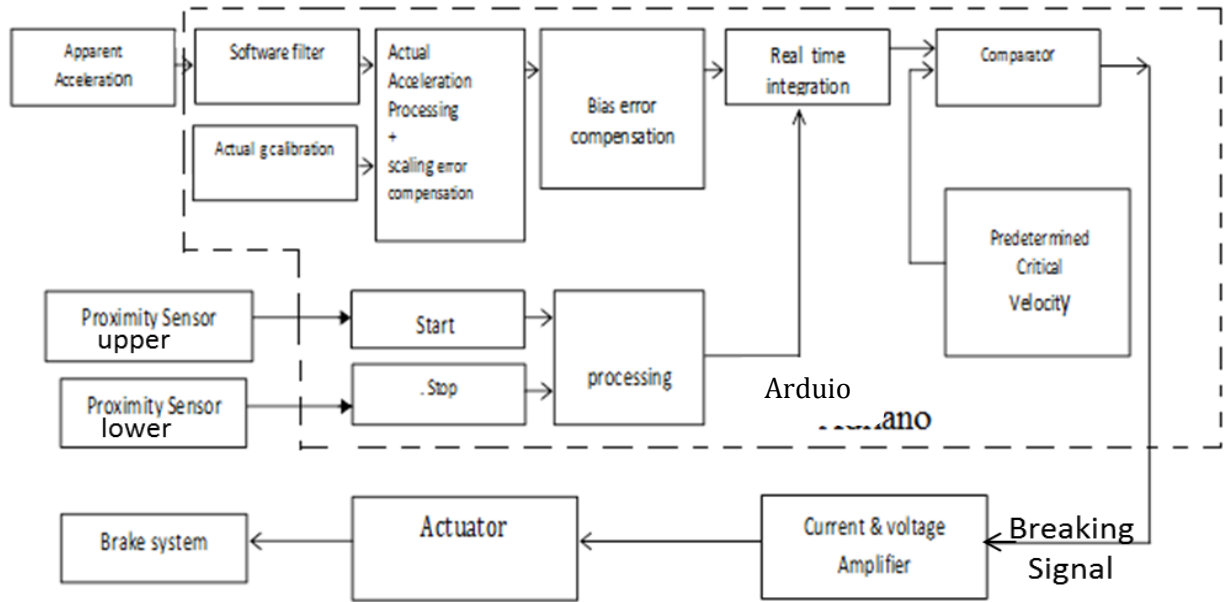 Apparent
Acceleration
Software filter
Actual g calibration
Actual
Acceleration
Processing
+
scaling error
compensation
Bias error
compensation
Real time
integration
Comparator
Predetermined
Critical
Velocity
Proximity Sensor
upper
Start
Proximity Sensor
lower
. Stop
processing
Arduio
Brake system
Actuator
Current & voltage
Amplifier
Breaking
Signal